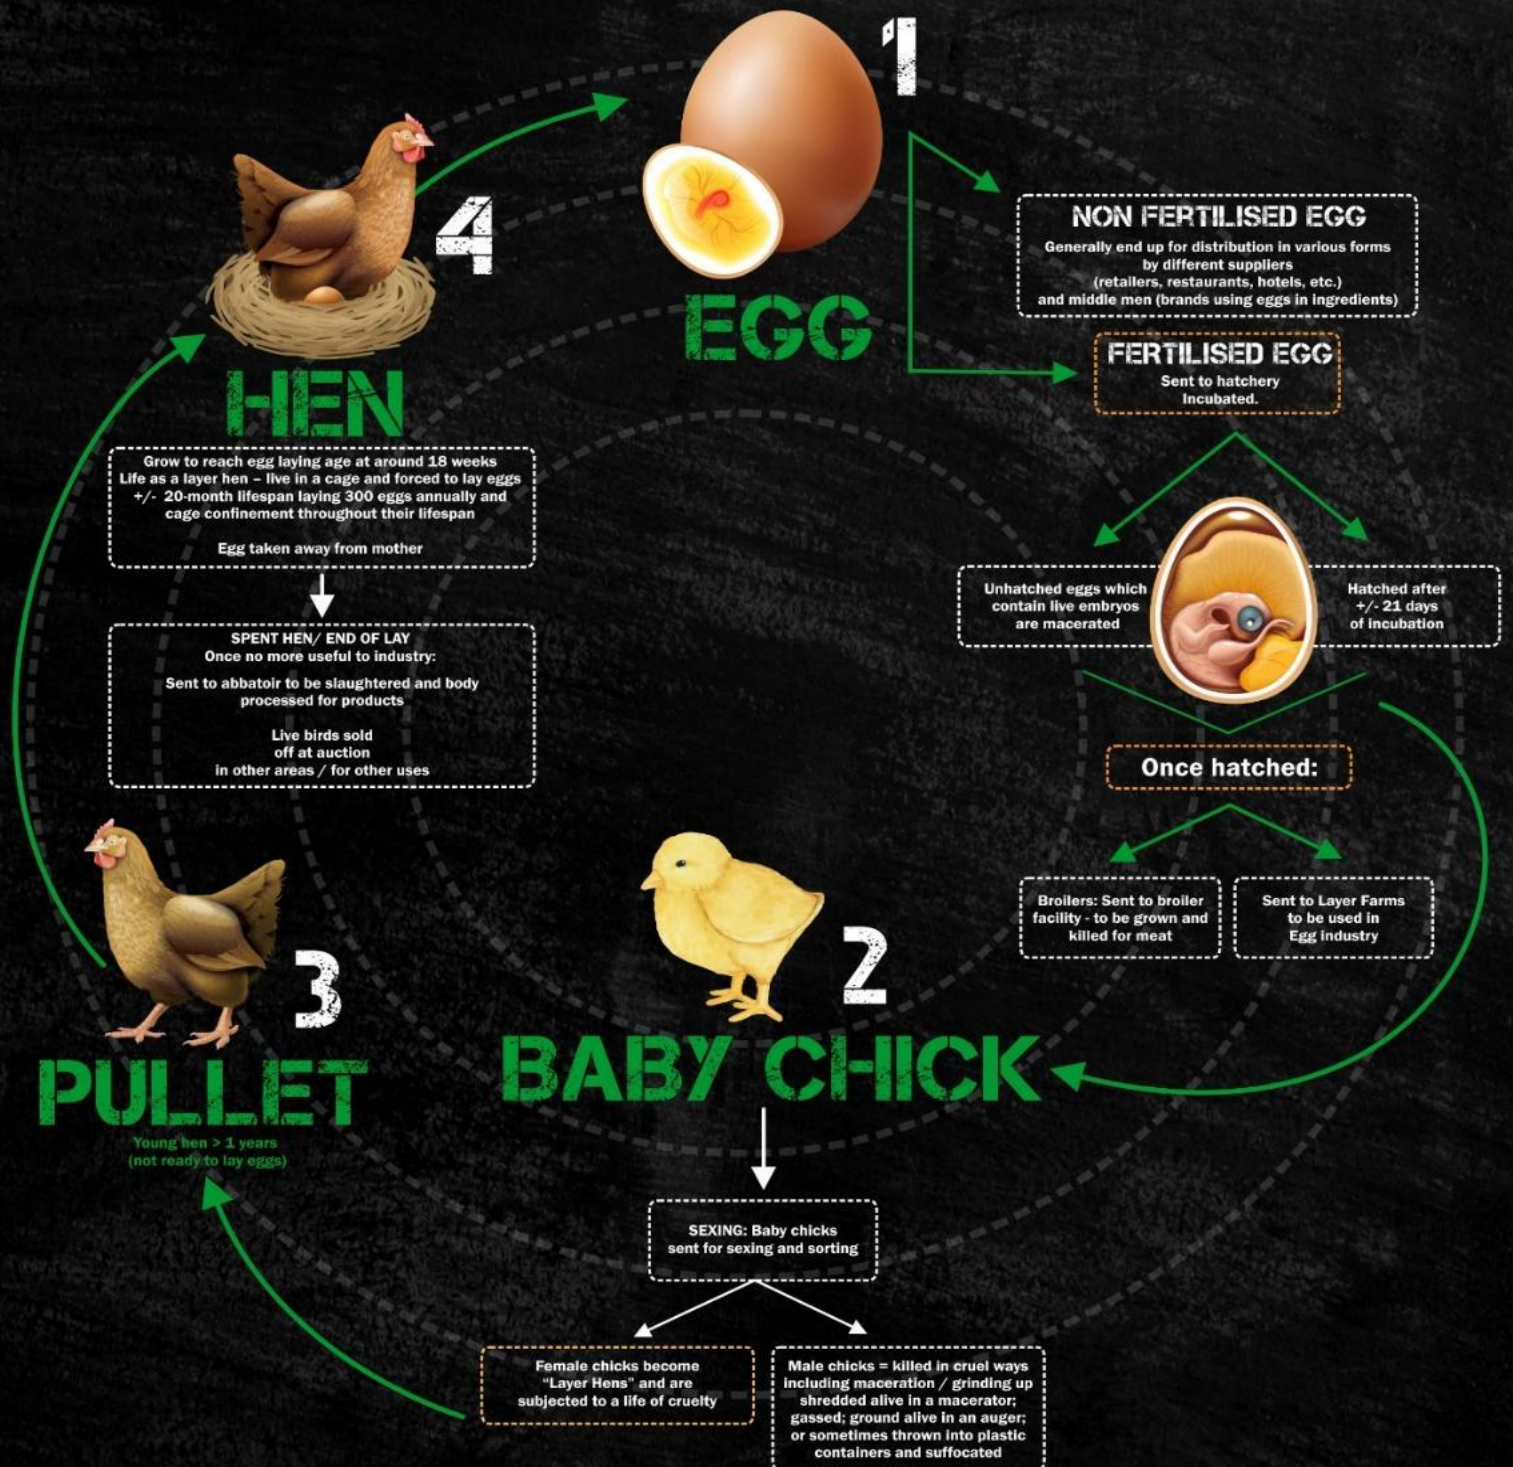 1
EGG
NON FERTILISED EGG
Generally end up for distribution in various forms
by different suppliers
(retailers, restaurants, hotels, etc.)
and middle men (brands using eggs in ingredients)
FERTILISED EGG
Sent to hatchery
Incubated.
Unhatched eggs which
contain live embryos
are macerated
Hatched after
+/- 21 days
of incubation
Once hatched:
Broilers: Sent to broiler
facility - to be grown and
killed for meat
Sent to Layer Farms
to be used in
Egg industry
2
BABY CHICK
SEXING: Baby chicks
sent for sexing and sorting
Female chicks become
“Layer Hens” and are
subjected to a life of cruelty
Male chicks = killed in cruel ways
including maceration / grinding up
shredded alive in a macerator;
gassed; ground alive in an auger;
or sometimes thrown into plastic
containers and suffocated
3
PULLET
Young hen > 1 years
(not ready to lay eggs)
4
HEN
Grow to reach egg laying age at around 18 weeks
Life as a layer hen – live in a cage and forced to lay eggs
+/- 20-month lifespan laying 300 eggs annually and
cage confinement throughout their lifespan
Egg taken away from mother
SPENT HEN/ END OF LAY
Once no more useful to industry:
Sent to abbatoir to be slaughtered and body
processed for products
Live birds sold
off at auction
in other areas / for other uses